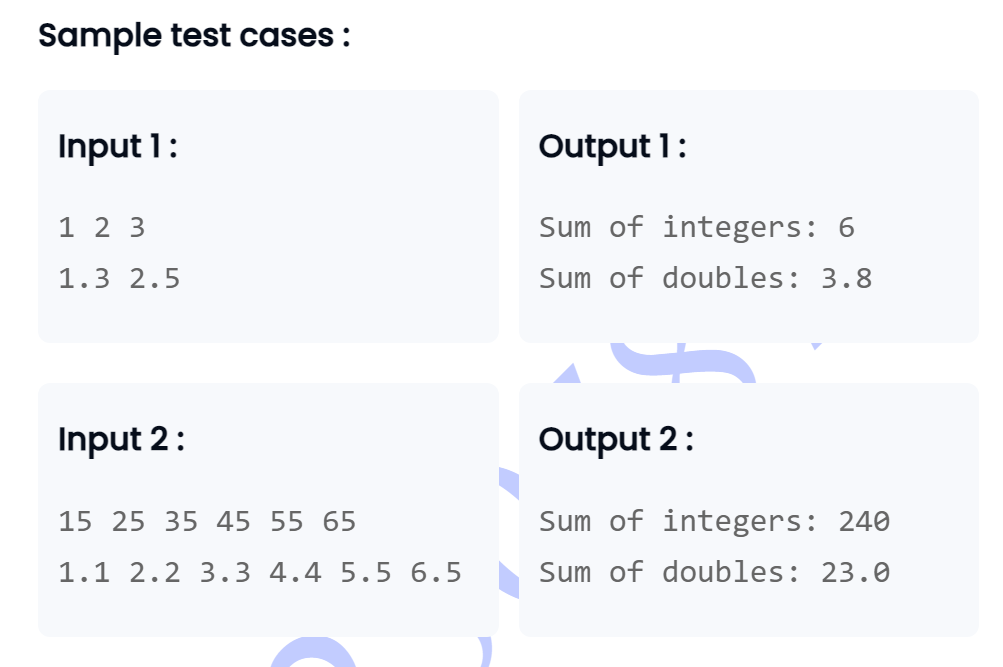 Sample test cases :
Input 1 :
1 2 3
1.3 2.5
Output 1 :
Sum of integers: 6
Sum of doubles: 3.8
Input 2 :
15 25 35 45 55 65
1.1 2.2 3.3 4.4 5.5 6.5
Output 2 :
Sum of integers: 240
Sum of doubles: 23.0